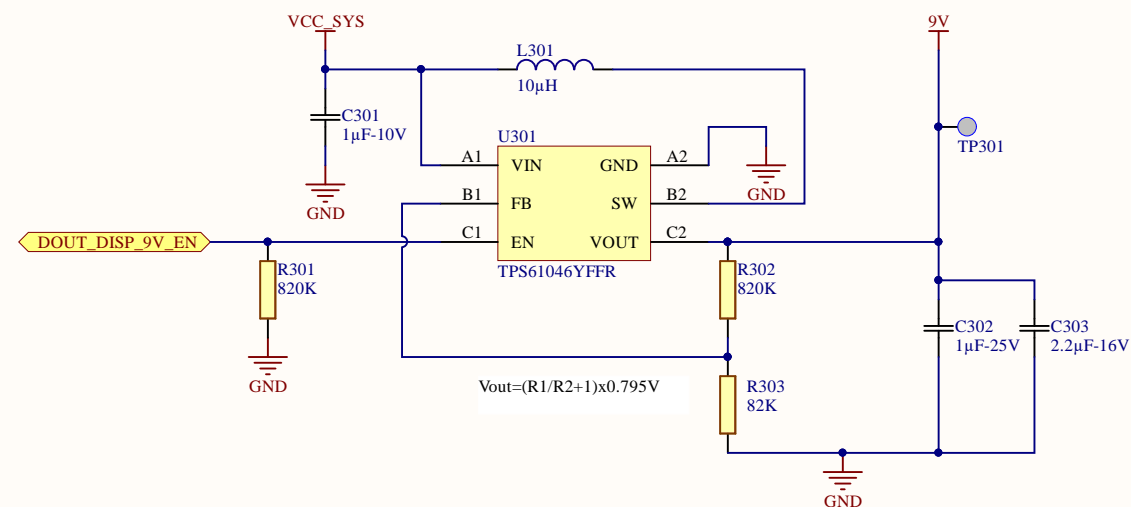 VCC_SYS
9V
L301
10µH
C301
1µF-10V
GND
U301
A1
VIN
GND
A2
B1
FB
SW
B2
C1
EN
VOUT
C2
TPS61046YFFR
GND
TP301
DOUT_DISP_9V_EN
R301
820K
GND
R302
820K
C302
1µF-25V
C303
2.2µF-16V
Vout=(R1/R2+1)x0.795V
R303
82K
GND